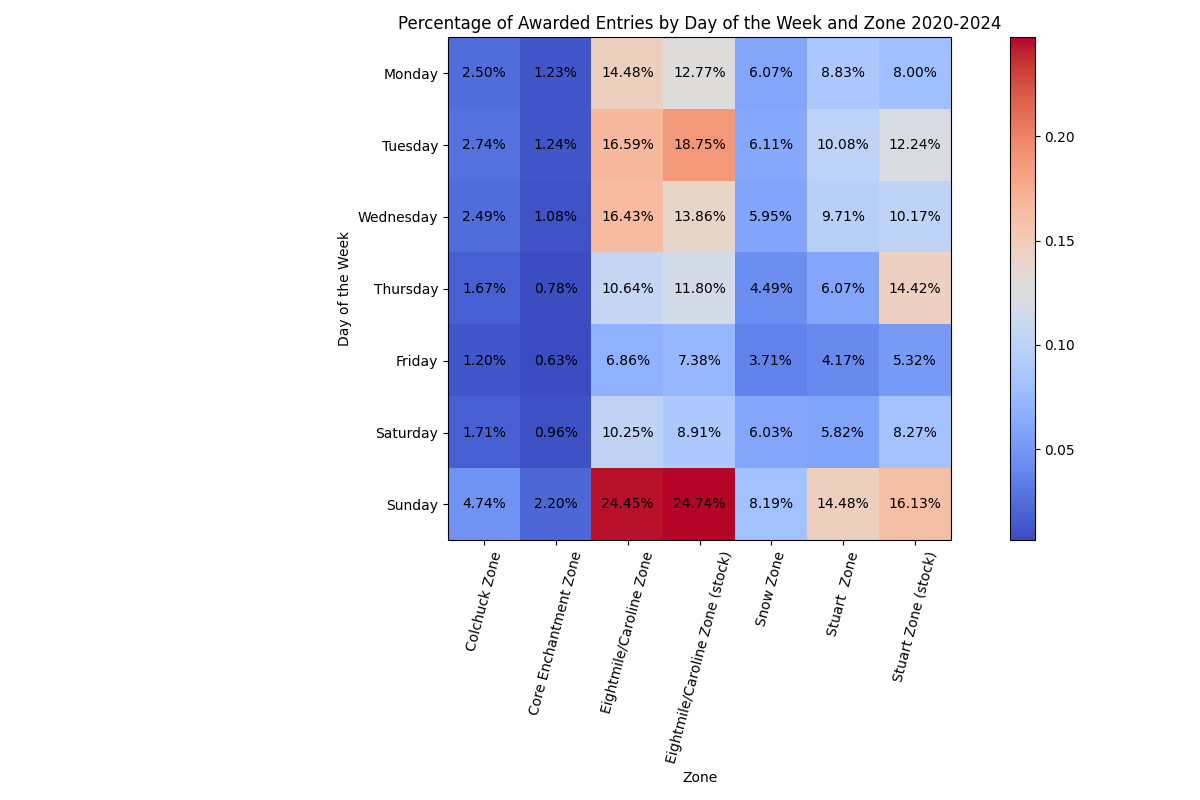 Percentage of Awarded Entries by Day of the Week and Zone 2020-2024
Monday 2.50% 1.23% 14.48% 12.77% 6.07% 8.83% 8.00%
Tuesday 2.74% 1.24% 16.59% 18.75% 6.11% 10.08% 12.24%
Wednesday 2.49% 1.08% 16.43% 13.86% 5.95% 9.71% 10.17%
Thursday 1.67% 0.78% 10.64% 11.80% 4.49% 6.07% 14.42%
Friday 1.20% 0.63% 6.86% 7.38% 3.71% 4.17% 5.32%
Saturday 1.71% 0.96% 10.25% 8.91% 6.03% 5.82% 8.27%
Sunday 4.74% 2.20% 24.45% 24.74% 8.19% 14.48% 16.13%
Day of the Week
Colchuck Zone
Core Enchantment Zone
Eightmile/Caroline Zone
Eightmile/Caroline Zone (stock)
Snow Zone
Stuart  Zone
Stuart Zone (stock)
Zone
0.20
0.15
0.10
0.05